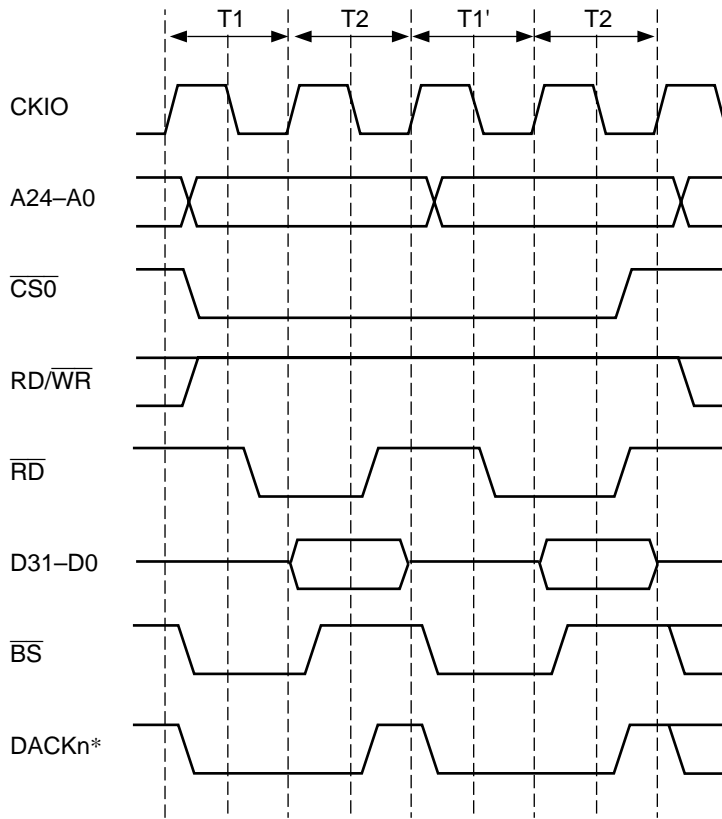 T1 T2 T1' T2
CKIO
A24–A0
CS0
RD/WR
RD
D31–D0
BS
DACKn*